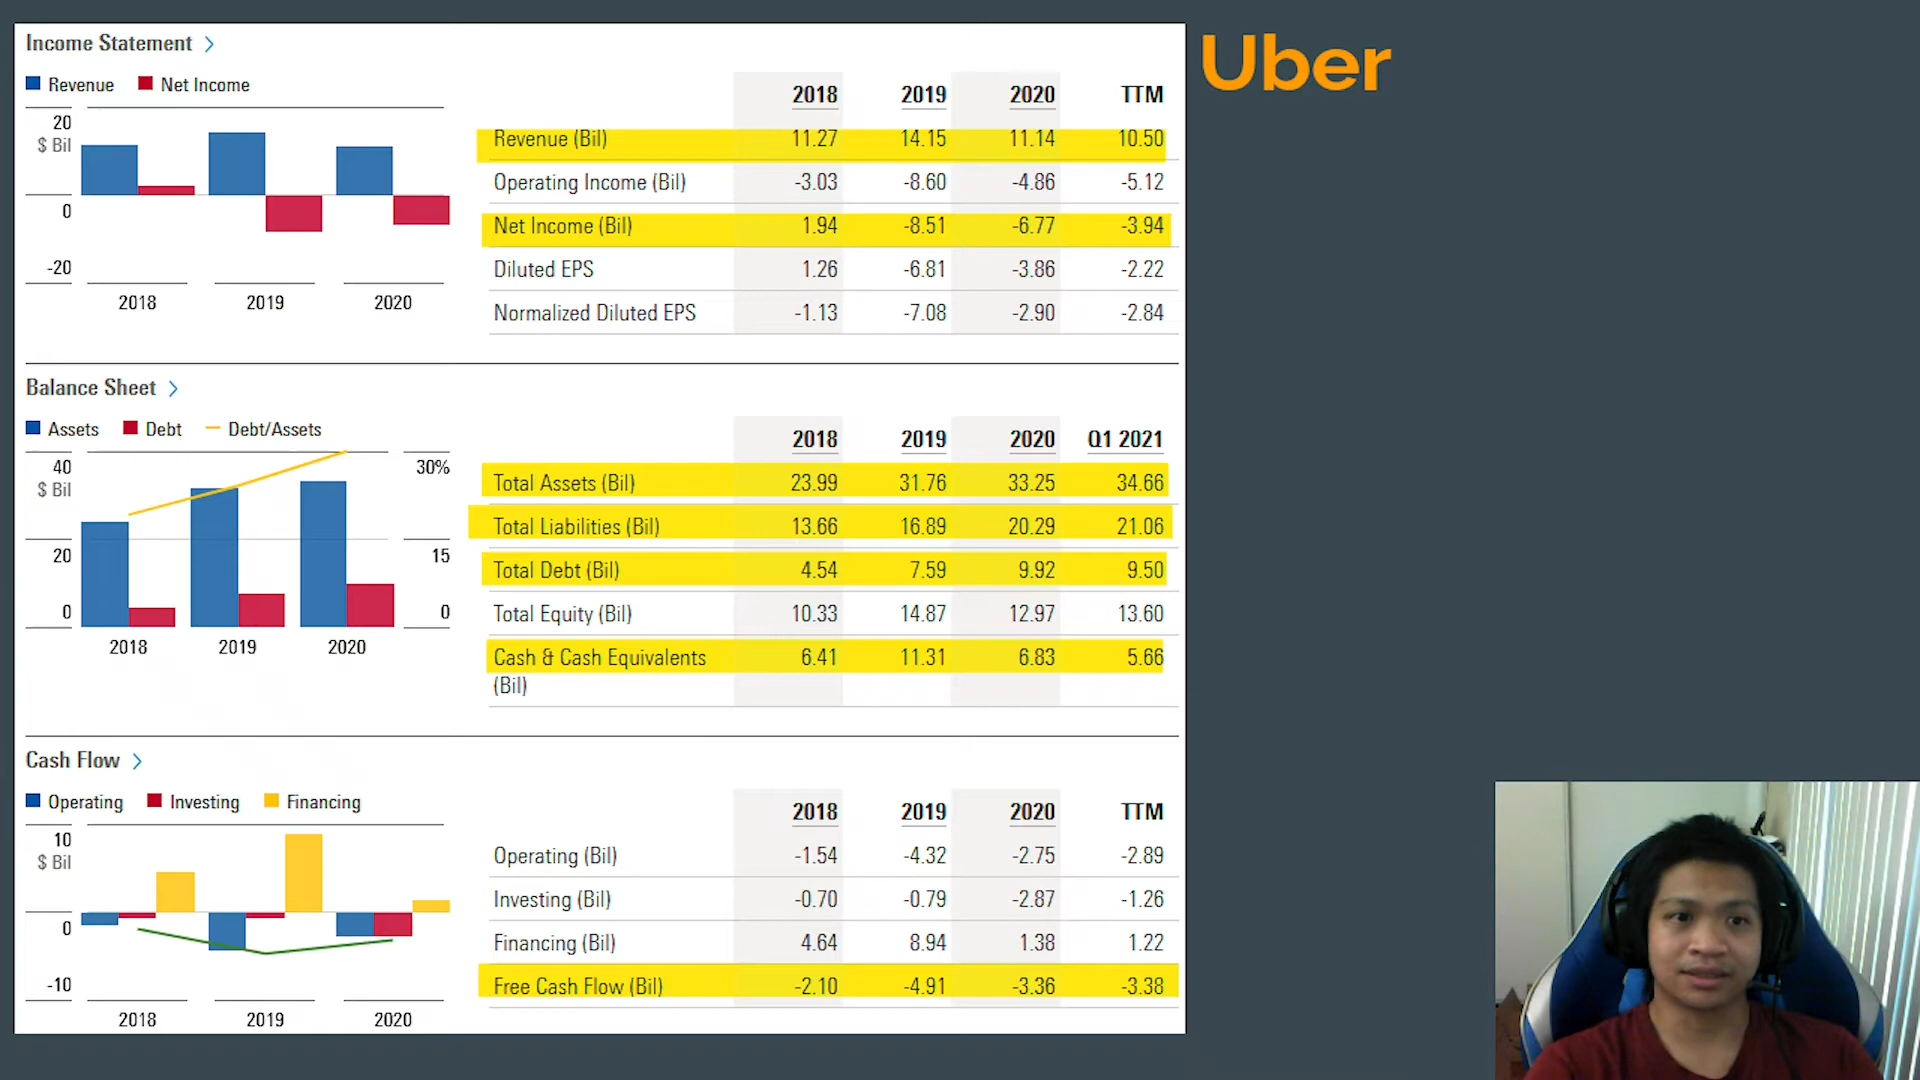 Income Statement
Uber
Revenue Net Income
2018 2019 2020 TTM
20
$ Bil
0
-20
2018 2019 2020
Revenue (Bil) 11.27 14.15 11.14 10.50
Operating Income (Bil) -3.03 -8.60 -4.86 -5.12
Net Income (Bil) 1.94 -8.51 -6.77 -3.94
Diluted EPS 1.26 -6.81 -3.86 -2.22
Normalized Diluted EPS -1.13 -7.08 -2.90 -2.84
Balance Sheet
Assets Debt Debt/Assets
40
$ Bil
20
0
30%
15
0
2018 2019 2020
2018 2019 2020 Q1 2021
Total Assets (Bil) 23.99 31.76 33.25 34.66
Total Liabilities (Bil) 13.66 16.89 20.29 21.06
Total Debt (Bil) 4.54 7.59 9.92 9.50
Total Equity (Bil) 10.33 14.87 12.97 13.60
Cash & Cash Equivalents 6.41 11.31 6.83 5.66
(Bil)
Cash Flow
Operating Investing Financing
10
$ Bil
0
-10
2018 2019 2020
2018 2019 2020 TTM
Operating (Bil) -1.54 -4.32 -2.75 -2.89
Investing (Bil) -0.70 -0.79 -2.87 -1.26
Financing (Bil) 4.64 8.94 1.38 1.22
Free Cash Flow (Bil) -2.10 -4.91 -3.36 -3.38